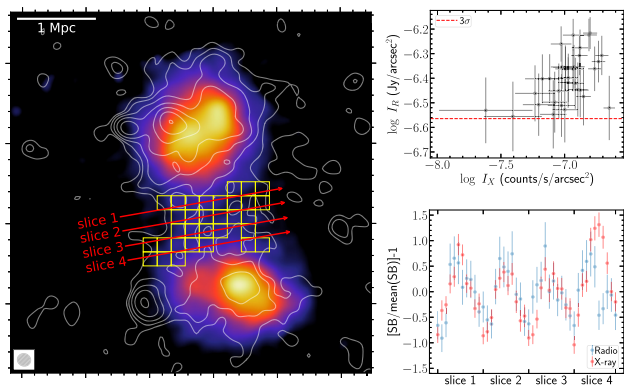 1 Mpc
slice 1
slice 2
slice 3
slice 4
3σ
log I_R (Jy/arcsec²)
-6.1
-6.2
-6.3
-6.4
-6.5
-6.6
-6.7
-8.0 -7.5 -7.0
log I_X (counts/s/arcsec²)
[SB/mean(SB)]-1
1.5
1.0
0.5
0.0
-0.5
-1.0
-1.5
Radio
X-ray
slice 1 slice 2 slice 3 slice 4